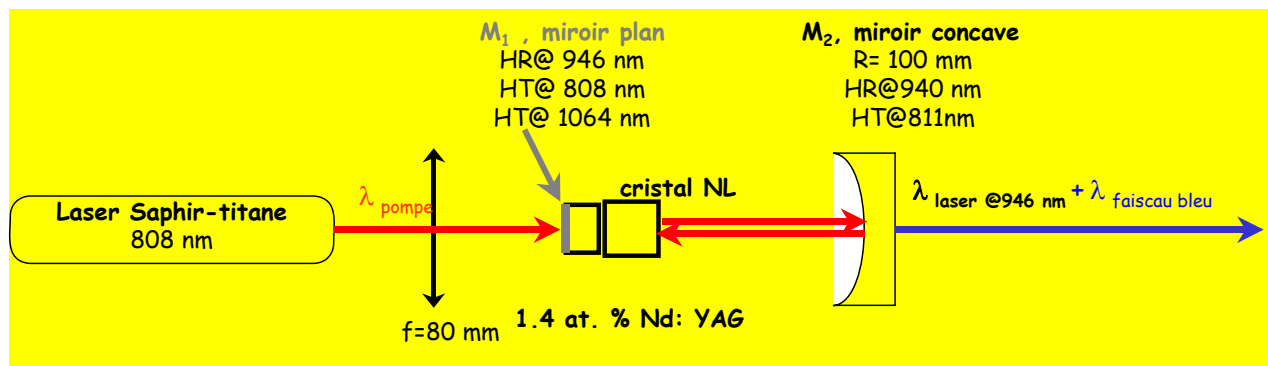 M1 , miroir plan
HR@ 946 nm
HT@ 808 nm
HT@ 1064 nm
M2, miroir concave
R= 100 mm
HR@940 nm
HT@811nm
Laser Saphir-titane
808 nm
λ pompe
cristal NL
λ laser @946 nm + λ faiscau bleu
f=80 mm
1.4 at. % Nd: YAG